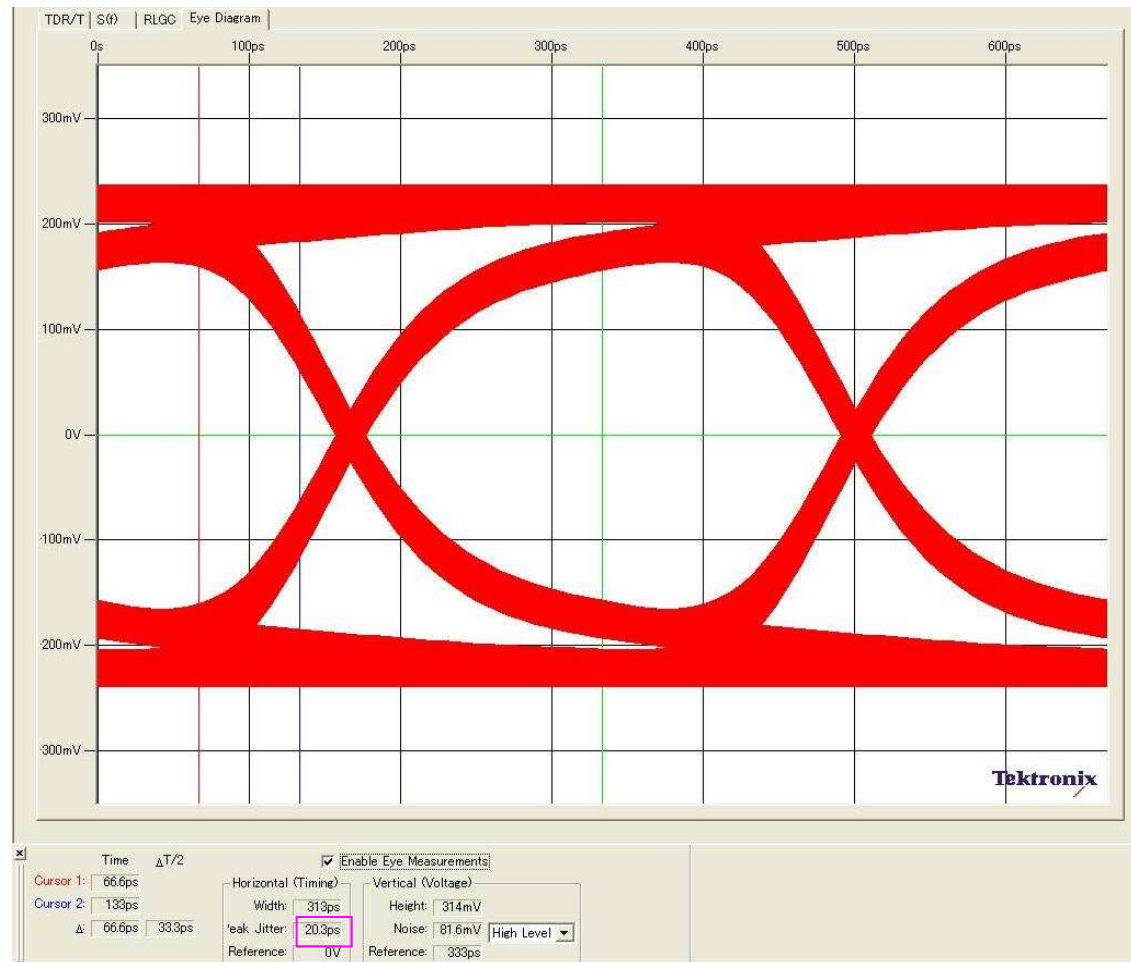 TDR/T S(f) RLGC Eye Diagram
0s 100ps 200ps 300ps 400ps 500ps 600ps
300mV
200mV
100mV
0V
-100mV
200mV
300mV
Tektronix
x Time ΔT/2 Enable Eye Measurements
Horizontal (Timing) Vertical (Voltage)
Cursor 1: 66.6ps
Width: 313ps Height: 314mV
Cursor 2: 133ps
Δ: 66.6ps 33.3ps 'eak Jitter: 20.3ps Noise: 81.6mV High Level
Reference: 0V Reference: 333ps